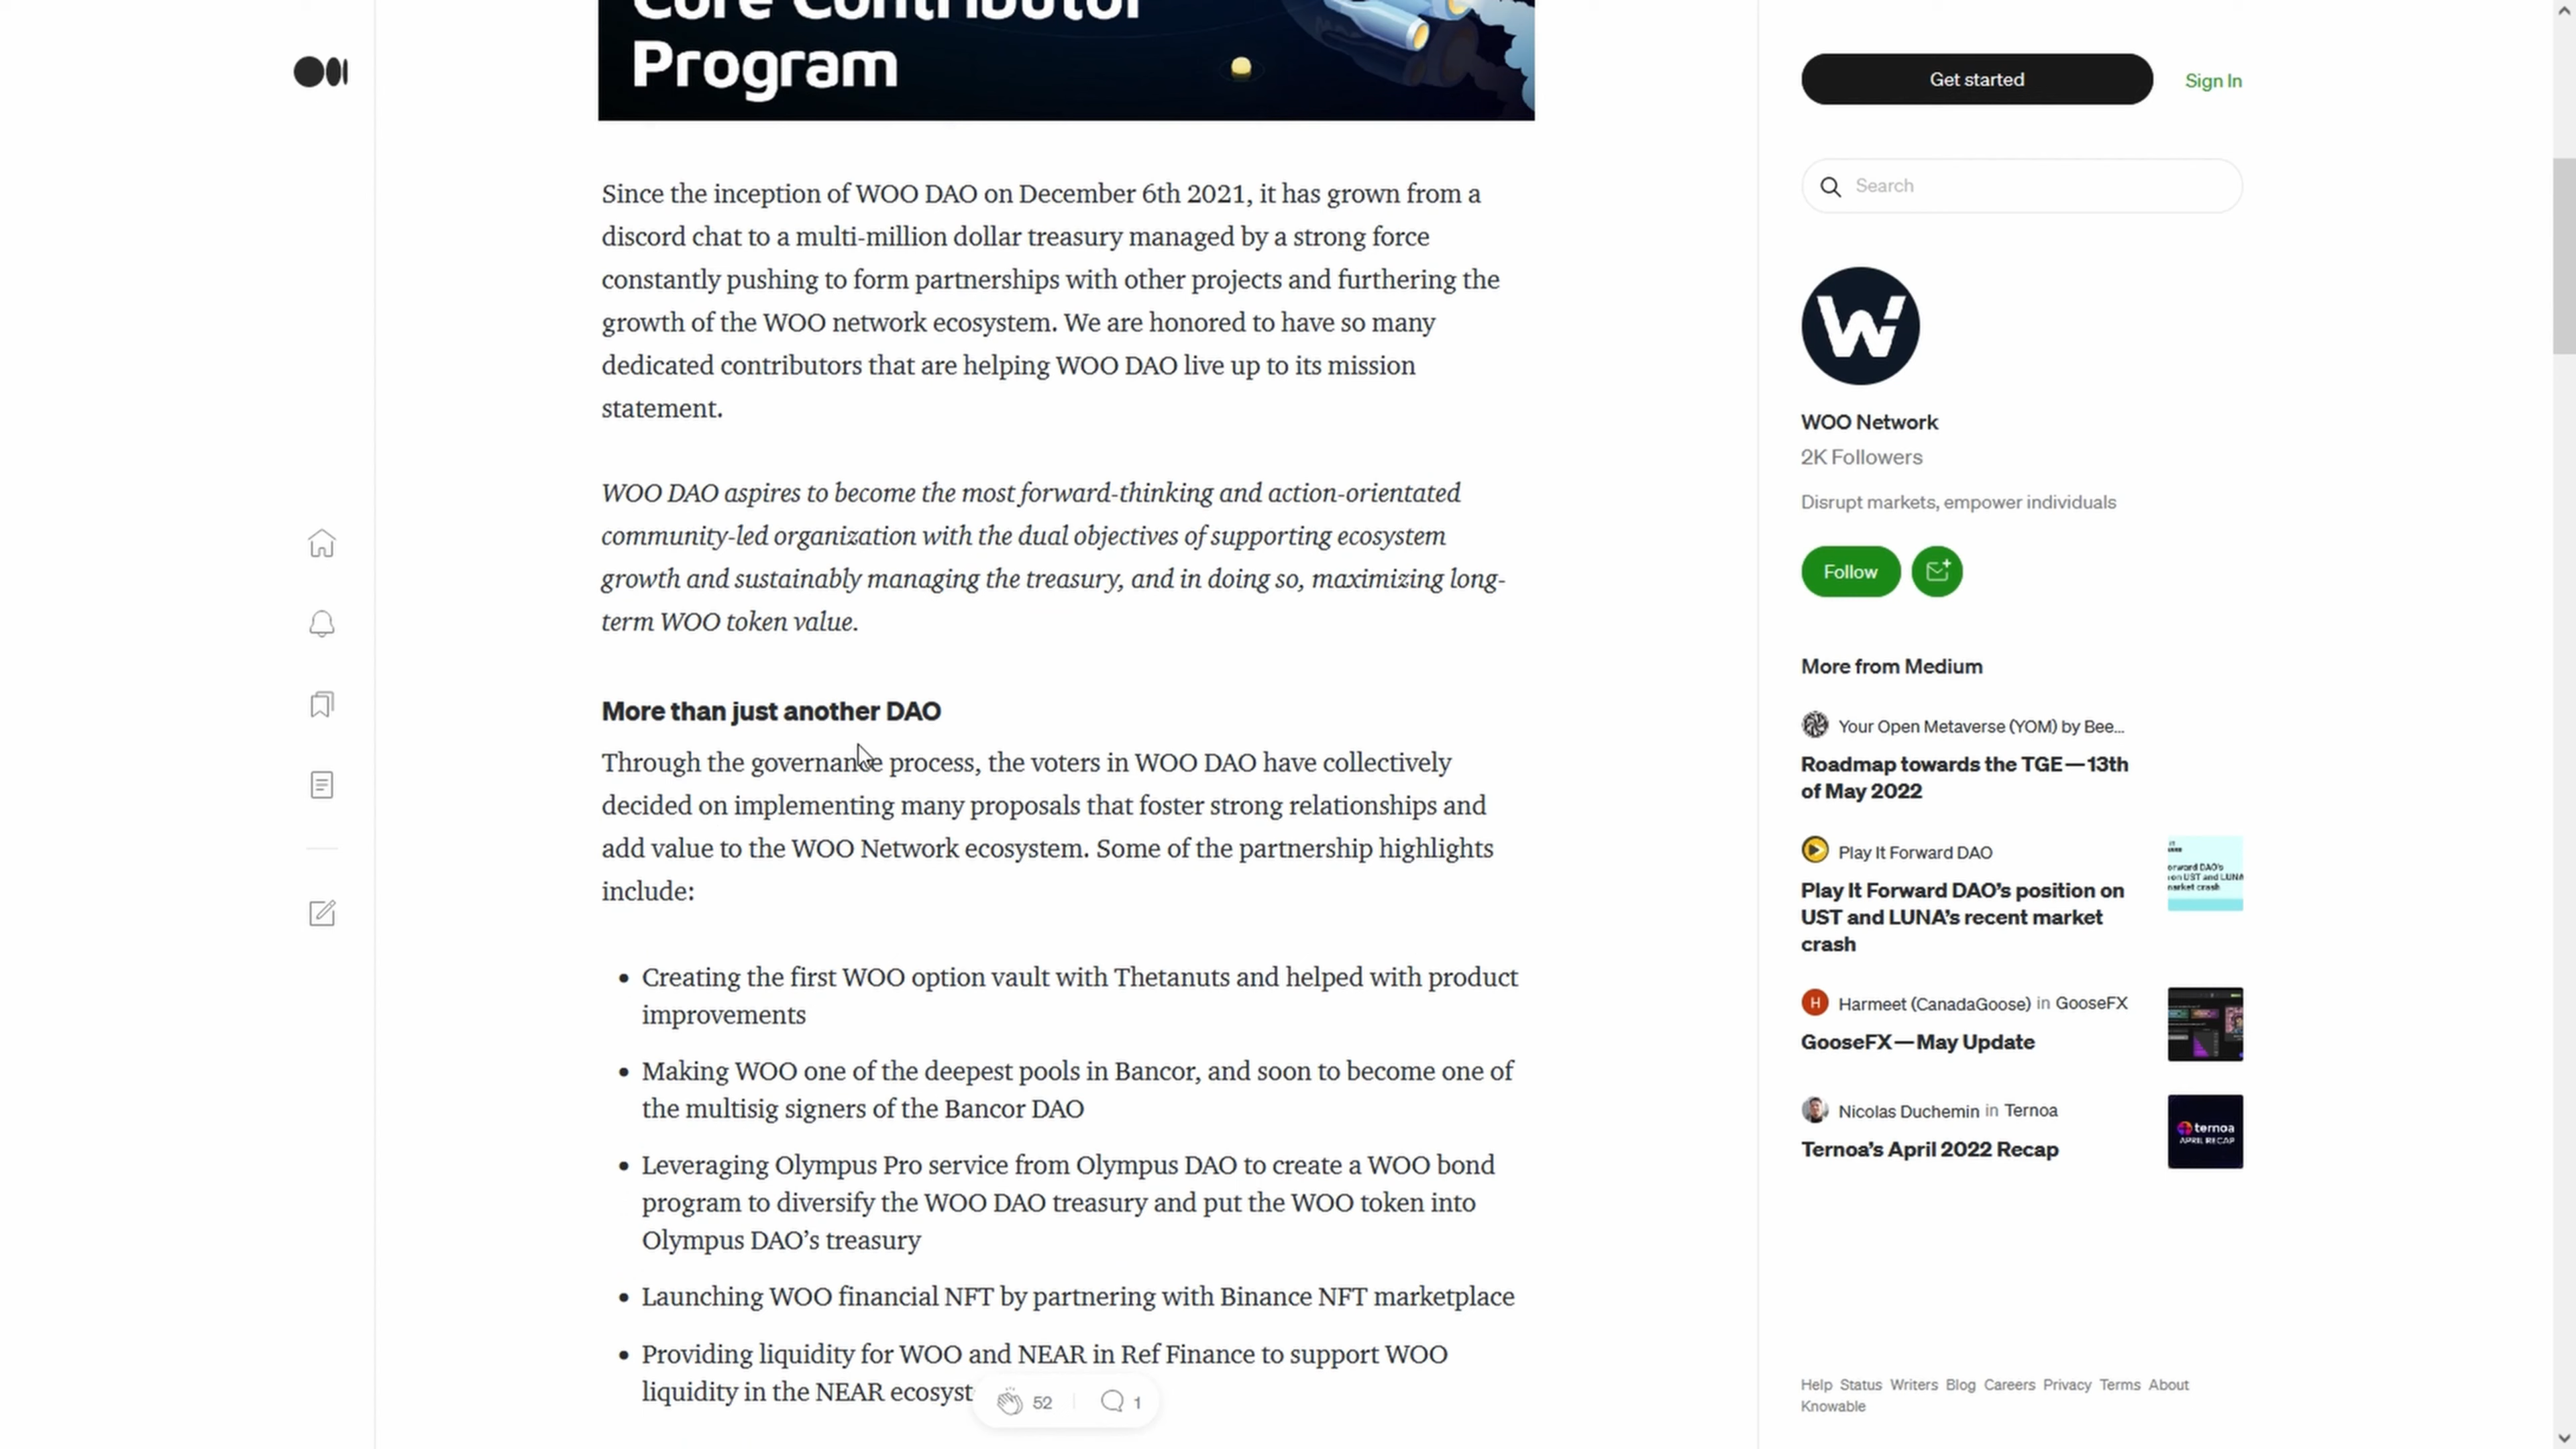 Core Contributor
Program
Since the inception of WOO DAO on December 6th 2021, it has grown from a
discord chat to a multi-million dollar treasury managed by a strong force
constantly pushing to form partnerships with other projects and furthering the
growth of the WOO network ecosystem. We are honored to have so many
dedicated contributors that are helping WOO DAO live up to its mission
statement.
WOO DAO aspires to become the most forward-thinking and action-orientated
community-led organization with the dual objectives of supporting ecosystem
growth and sustainably managing the treasury, and in doing so, maximizing long-
term WOO token value.
More than just another DAO
Through the governance process, the voters in WOO DAO have collectively
decided on implementing many proposals that foster strong relationships and
add value to the WOO Network ecosystem. Some of the partnership highlights
include:
• Creating the first WOO option vault with Thetanuts and helped with product
improvements
• Making WOO one of the deepest pools in Bancor, and soon to become one of
the multisig signers of the Bancor DAO
• Leveraging Olympus Pro service from Olympus DAO to create a WOO bond
program to diversify the WOO DAO treasury and put the WOO token into
Olympus DAO's treasury
• Launching WOO financial NFT by partnering with Binance NFT marketplace
• Providing liquidity for WOO and NEAR in Ref Finance to support WOO
liquidity in the NEAR ecosyst
52
1
Get started
Sign In
Search
W
WOO Network
2K Followers
Disrupt markets, empower individuals
Follow
More from Medium
Your Open Metaverse (YOM) by Bee...
Roadmap towards the TGE—13th
of May 2022
Play It Forward DAO
Play It Forward DAO's position on
UST and LUNA's recent market
crash
orward DAO's
on UST and LUNA
market crash
H Harmeet (CanadaGoose) in GooseFX
GooseFX—May Update
Nicolas Duchemin in Ternoa
Ternoa's April 2022 Recap
ternoa
APRIL RECAP
Help Status Writers Blog Careers Privacy Terms About
Knowable